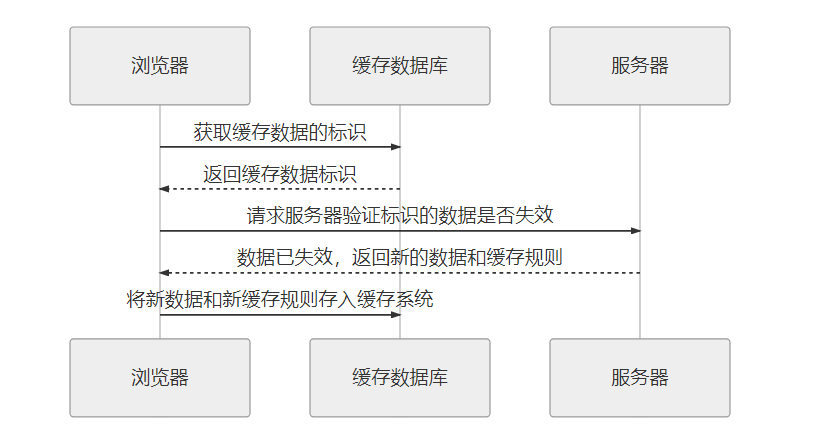 浏览器
缓存数据库
服务器
获取缓存数据的标识
返回缓存数据标识
请求服务器验证标识的数据是否失效
数据已失效，返回新的数据和缓存规则
将新数据和新缓存规则存入缓存系统
浏览器
缓存数据库
服务器